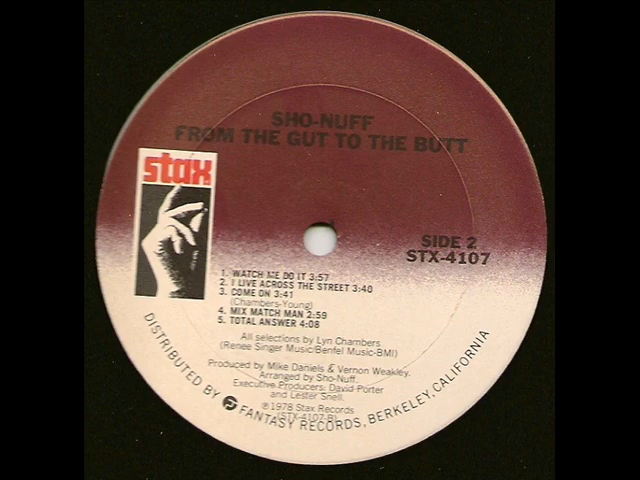 SHO-NUFF
FROM THE GUT TO THE BUTT
stax
SIDE 2
STX-4107
1. WATCH ME DO IT 3:57
2. I LIVE ACROSS THE STREET 3:40
3. COME ON 3:41
(Chambers-Young)
4. MIX MATCH MAN 2:59
5. TOTAL ANSWER 4:08
All selections by Lyn Chambers
(Renee Singer Music/Benfel Music-BMI)
Produced by Mike Daniels & Vernon Weakley.
Arranged by Sho-Nuff.
Executive Producers: David Porter
and Lester Snell.
℗1978 Stax Records
(STX-4107-B)
DISTRIBUTED BY F FANTASY RECORDS, BERKELEY, CALIFORNIA